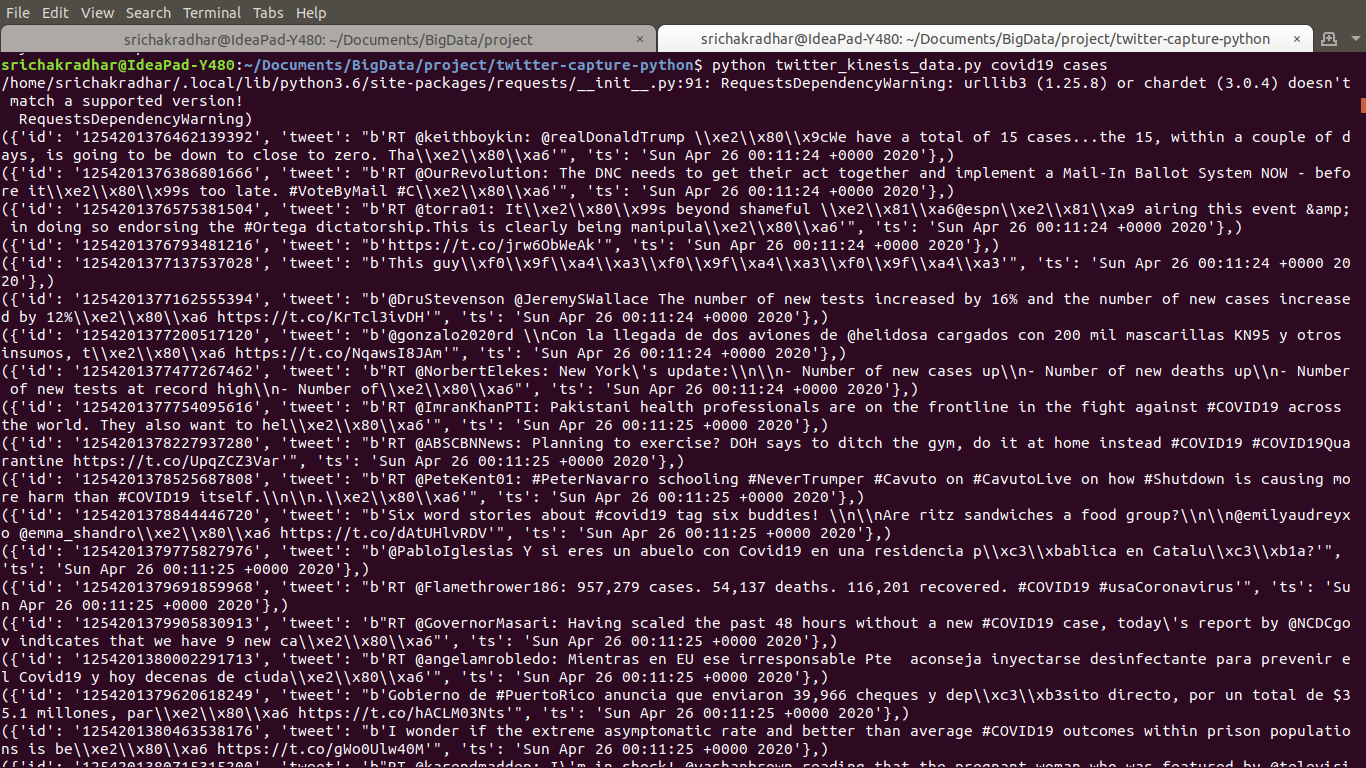 File Edit View Search Terminal Tabs Help
srichakradhar@IdeaPad-Y480: ~/Documents/BigData/project × srichakradhar@IdeaPad-Y480: ~/Documents/BigData/project/twitter-capture-python ×
srichakradhar@IdeaPad-Y480:~/Documents/BigData/project/twitter-capture-python$ python twitter_kinesis_data.py covid19 cases
/home/srichakradhar/.local/lib/python3.6/site-packages/requests/__init__.py:91: RequestsDependencyWarning: urllib3 (1.25.8) or chardet (3.0.4) doesn't
 match a supported version!
  RequestsDependencyWarning)
({'id': '1254201376462139392', 'tweet': "b'RT @keithboykin: @realDonaldTrump \\xe2\\x80\\x9cWe have a total of 15 cases...the 15, within a couple of d
ays, is going to be down to close to zero. Tha\\xe2\\x80\\xa6'", 'ts': 'Sun Apr 26 00:11:24 +0000 2020'},)
({'id': '1254201376386801666', 'tweet': "b'RT @OurRevolution: The DNC needs to get their act together and implement a Mail-In Ballot System NOW - befo
re it\\xe2\\x80\\x99s too late. #VoteByMail #C\\xe2\\x80\\xa6'", 'ts': 'Sun Apr 26 00:11:24 +0000 2020'},)
({'id': '1254201376575381504', 'tweet': "b'RT @torra01: It\\xe2\\x80\\x99s beyond shameful \\xe2\\x81\\xa6@espn\\xe2\\x81\\xa9 airing this event &amp;
 in doing so endorsing the #Ortega dictatorship.This is clearly being manipula\\xe2\\x80\\xa6'", 'ts': 'Sun Apr 26 00:11:24 +0000 2020'},)
({'id': '1254201376793481216', 'tweet': "b'https://t.co/jrw6ObWeAk'", 'ts': 'Sun Apr 26 00:11:24 +0000 2020'},)
({'id': '1254201377137537028', 'tweet': "b'This guy\\xf0\\x9f\\xa4\\xa3\\xf0\\x9f\\xa4\\xa3\\xf0\\x9f\\xa4\\xa3'", 'ts': 'Sun Apr 26 00:11:24 +0000 20
20'},)
({'id': '1254201377162555394', 'tweet': "b'@DruStevenson @JeremySWallace The number of new tests increased by 16% and the number of new cases increase
d by 12%\\xe2\\x80\\xa6 https://t.co/KrTcl3ivDH'", 'ts': 'Sun Apr 26 00:11:24 +0000 2020'},)
({'id': '1254201377200517120', 'tweet': "b'@gonzalo2020rd \\nCon la llegada de dos aviones de @helidosa cargados con 200 mil mascarillas KN95 y otros
insumos, t\\xe2\\x80\\xa6 https://t.co/NqawsI8JAm'", 'ts': 'Sun Apr 26 00:11:24 +0000 2020'},)
({'id': '1254201377477267462', 'tweet': 'b"RT @NorbertElekes: New York\'s update:\\n\\n- Number of new cases up\\n- Number of new deaths up\\n- Number
 of new tests at record high\\n- Number of\\xe2\\x80\\xa6"', 'ts': 'Sun Apr 26 00:11:24 +0000 2020'},)
({'id': '1254201377754095616', 'tweet': "b'RT @ImranKhanPTI: Pakistani health professionals are on the frontline in the fight against #COVID19 across
the world. They also want to hel\\xe2\\x80\\xa6'", 'ts': 'Sun Apr 26 00:11:25 +0000 2020'},)
({'id': '1254201378227937280', 'tweet': "b'RT @ABSCBNNews: Planning to exercise? DOH says to ditch the gym, do it at home instead #COVID19 #COVID19Qua
rantine https://t.co/UpqZCZ3Var'", 'ts': 'Sun Apr 26 00:11:25 +0000 2020'},)
({'id': '1254201378525687808', 'tweet': "b'RT @PeteKent01: #PeterNavarro schooling #NeverTrumper #Cavuto on #CavutoLive on how #Shutdown is causing mo
re harm than #COVID19 itself.\\n\\n.\\xe2\\x80\\xa6'", 'ts': 'Sun Apr 26 00:11:25 +0000 2020'},)
({'id': '1254201378844446720', 'tweet': "b'Six word stories about #covid19 tag six buddies! \\n\\nAre ritz sandwiches a food group?\\n\\n@emilyaudreyx
o @emma_shandro\\xe2\\x80\\xa6 https://t.co/dAtUHlvRDV'", 'ts': 'Sun Apr 26 00:11:25 +0000 2020'},)
({'id': '1254201379775827976', 'tweet': "b'@PabloIglesias Y si eres un abuelo con Covid19 en una residencia p\\xc3\\xbablica en Catalu\\xc3\\xb1a?'",
'ts': 'Sun Apr 26 00:11:25 +0000 2020'},)
({'id': '1254201379691859968', 'tweet': "b'RT @Flamethrower186: 957,279 cases. 54,137 deaths. 116,201 recovered. #COVID19 #usaCoronavirus'", 'ts': 'Su
n Apr 26 00:11:25 +0000 2020'},)
({'id': '1254201379905830913', 'tweet': 'b"RT @GovernorMasari: Having scaled the past 48 hours without a new #COVID19 case, today\'s report by @NCDCgo
v indicates that we have 9 new ca\\xe2\\x80\\xa6"', 'ts': 'Sun Apr 26 00:11:25 +0000 2020'},)
({'id': '1254201380002291713', 'tweet': "b'RT @angelamrobledo: Mientras en EU ese irresponsable Pte  aconseja inyectarse desinfectante para prevenir e
l Covid19 y hoy decenas de ciuda\\xe2\\x80\\xa6'", 'ts': 'Sun Apr 26 00:11:25 +0000 2020'},)
({'id': '1254201379620618249', 'tweet': "b'Gobierno de #PuertoRico anuncia que enviaron 39,966 cheques y dep\\xc3\\xb3sito directo, por un total de $3
5.1 millones, par\\xe2\\x80\\xa6 https://t.co/hACLM03Nts'", 'ts': 'Sun Apr 26 00:11:25 +0000 2020'},)
({'id': '1254201380463538176', 'tweet': "b'I wonder if the extreme asymptomatic rate and better than average #COVID19 outcomes within prison populatio
ns is be\\xe2\\x80\\xa6 https://t.co/gWo0Ulw40M'", 'ts': 'Sun Apr 26 00:11:25 +0000 2020'},)